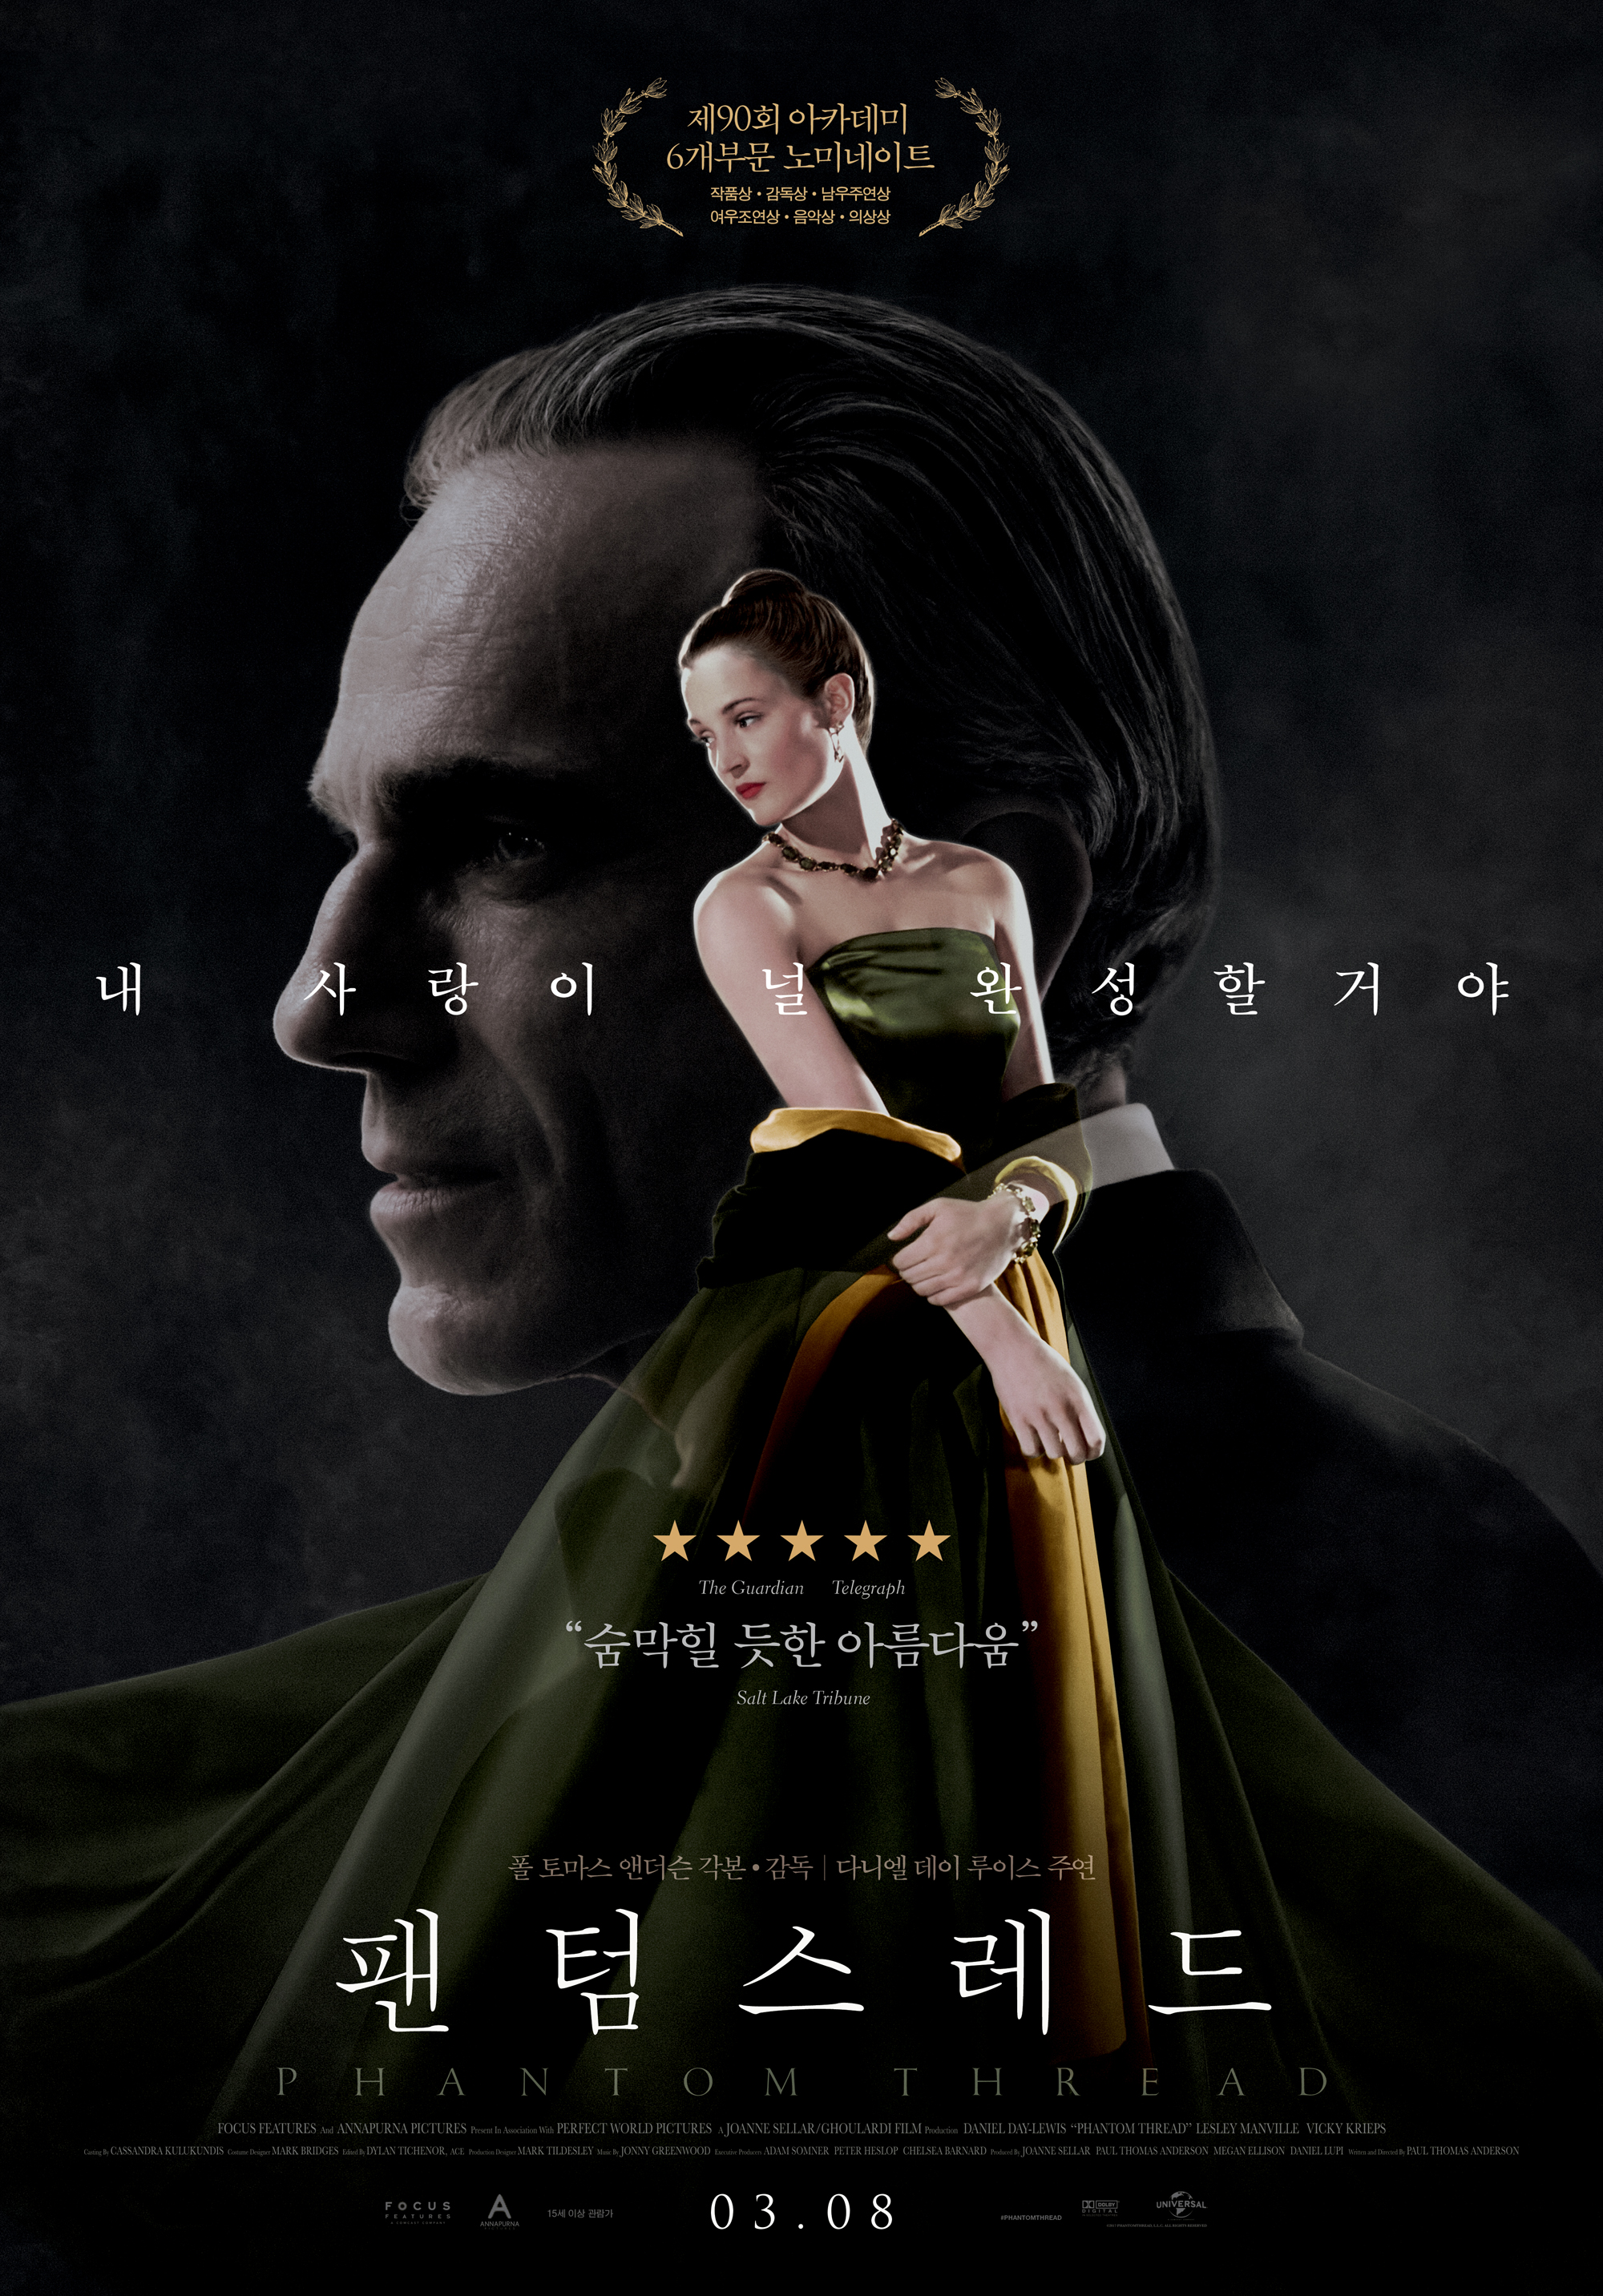 제90회 아카데미
6개부문 노미네이트
작품상 • 감독상 • 남우주연상
여우조연상 • 음악상 • 의상상
내 사랑이 널 완성할거야
★ ★ ★ ★ ★
The Guardian Telegraph
“숨막힐 듯한 아름다움”
Salt Lake Tribune
폴 토마스 앤더슨 각본 • 감독 | 다니엘 데이 루이스 주연
팬텀스레드
PHANTOM THREAD
FOCUS FEATURES And ANNAPURNA PICTURES Present In Association With PERFECT WORLD PICTURES A JOANNE SELLAR/GHOULARDI FILM Production DANIEL DAY-LEWIS “PHANTOM THREAD” LESLEY MANVILLE VICKY KRIEPS
Casting By CASSANDRA KULUKUNDIS Costume Designer MARK BRIDGES Edited By DYLAN TICHENOR, ACE Production Designer MARK TILDESLEY Music By JONNY GREENWOOD Executive Producers ADAM SOMNER PETER HESLOP CHELSEA BARNARD Produced By JOANNE SELLAR PAUL THOMAS ANDERSON MEGAN ELLISON DANIEL LUPI Written and Directed By PAUL THOMAS ANDERSON
FOCUS FEATURES ANNAPURNA 15세 이상 관람가 03.08 #PHANTOMTHREAD DOLBY DIGITAL UNIVERSAL